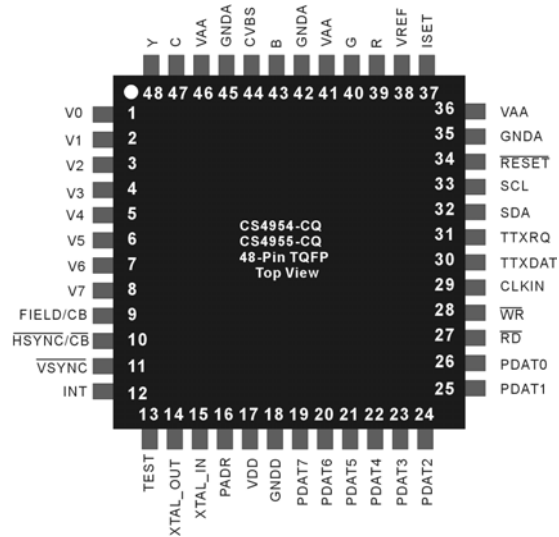 Y
C
VAA
GNDA
CVBS
B
GNDA
VAA
G
R
VREF
ISET
48 47 46 45 44 43 42 41 40 39 38 37
V0 1
V1 2
V2 3
V3 4
V4 5
V5 6
V6 7
V7 8
FIELD/CB 9
HSYNC/CB 10
VSYNC 11
INT 12
CS4954-CQ
CS4955-CQ
48-Pin TQFP
Top View
36 VAA
35 GNDA
34 RESET
33 SCL
32 SDA
31 TTXRQ
30 TTXDAT
29 CLKIN
28 WR
27 RD
26 PDAT0
25 PDAT1
13 14 15 16 17 18 19 20 21 22 23 24
TEST
XTAL_OUT
XTAL_IN
PADR
VDD
GNDD
PDAT7
PDAT6
PDAT5
PDAT4
PDAT3
PDAT2